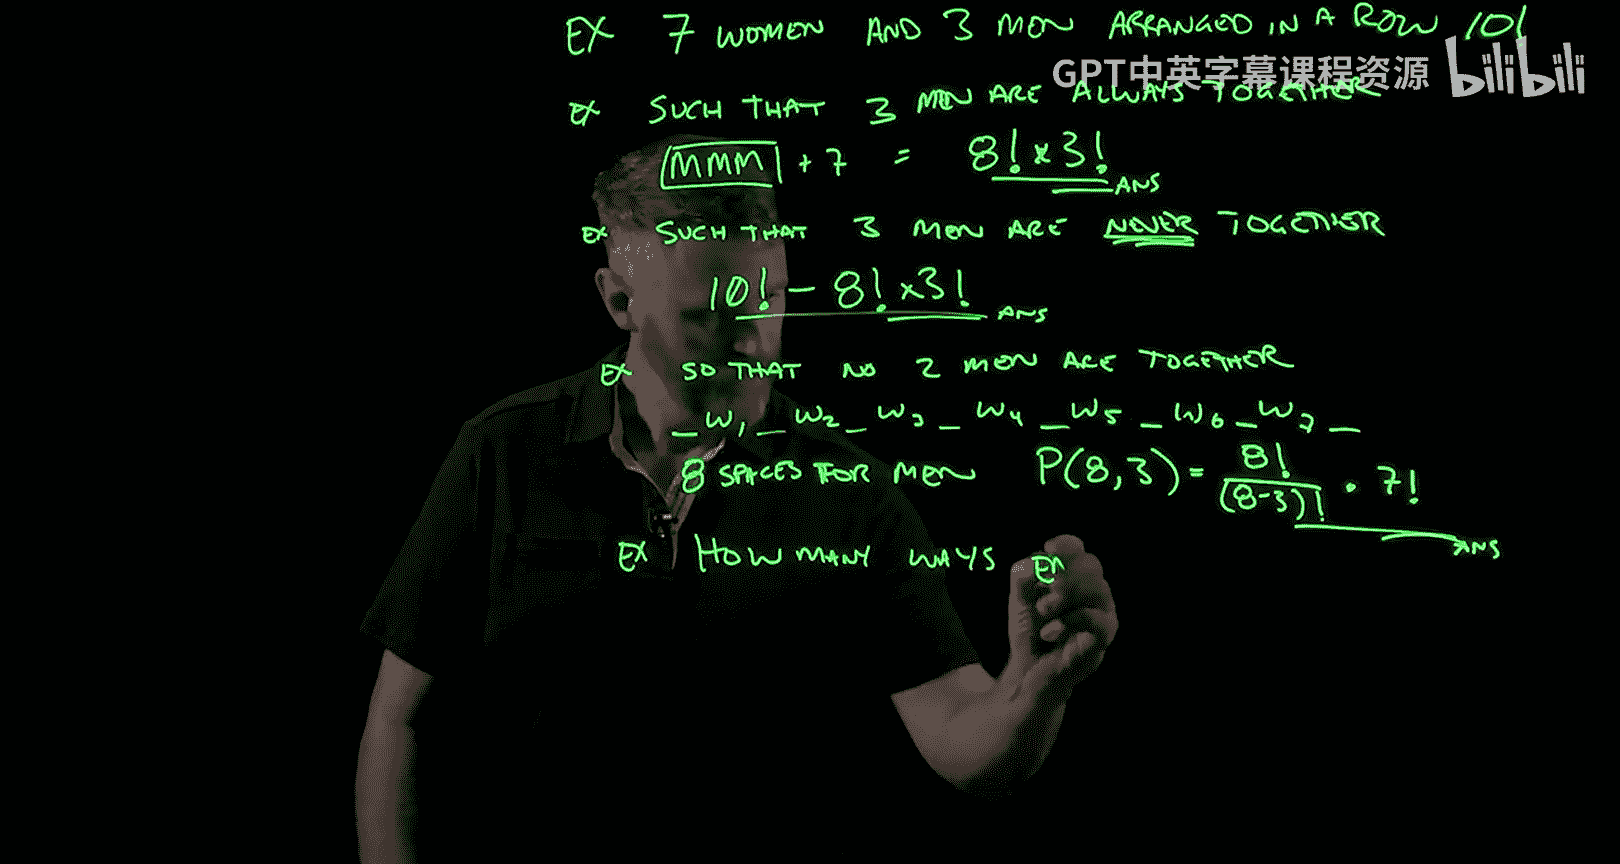 EX 7 WOMEN AND 3 MEN ARRANGED IN A ROW 10!
GPT中英字幕课程资源 bilibili
EX SUCH THAT 3 MEN ARE ALWAYS TOGETHER
MMM + 7 = 8! × 3! ANS
EX SUCH THAT 3 MEN ARE NEVER TOGETHER
10! - 8! × 3! ANS
EX SO THAT NO 2 MEN ARE TOGETHER
_ W1 _ W2 _ W3 _ W4 _ W5 _ W6 _ W7 _
8 SPACES FOR MEN P(8,3) = 8!/(8-3)! · 7! ANS
EX HOW MANY WAYS